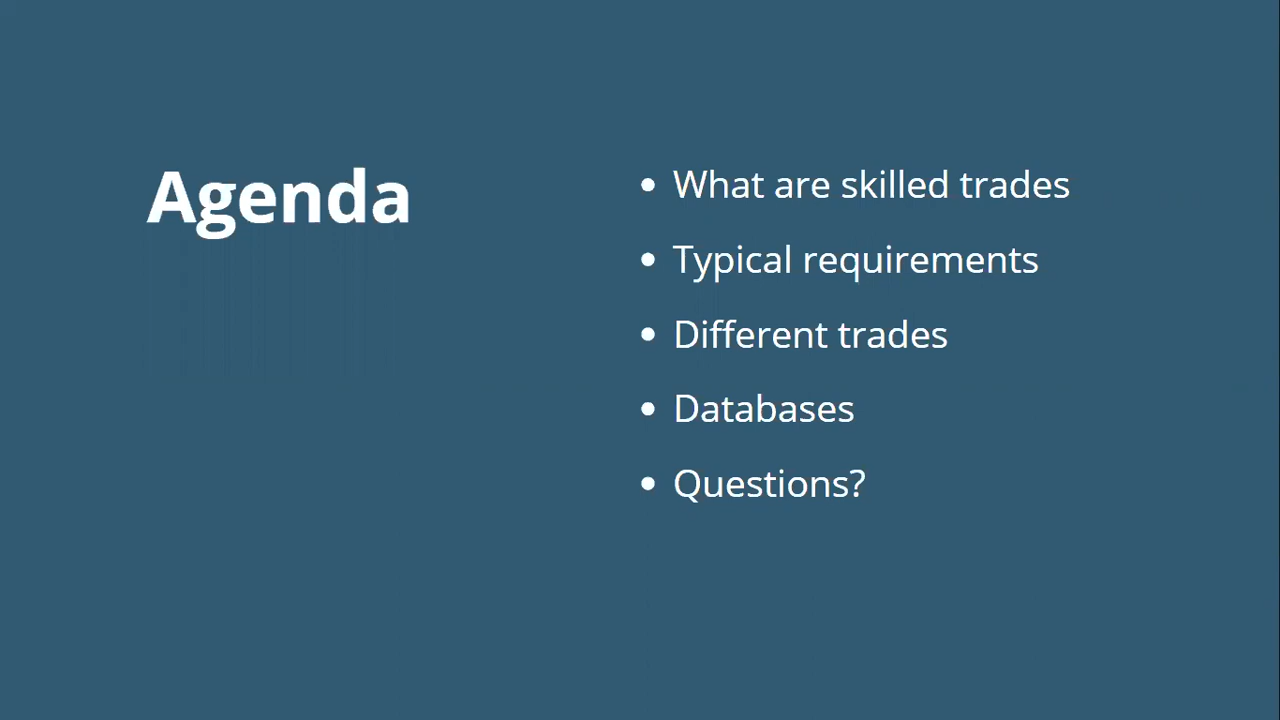 Agenda
• What are skilled trades
• Typical requirements
• Different trades
• Databases
• Questions?